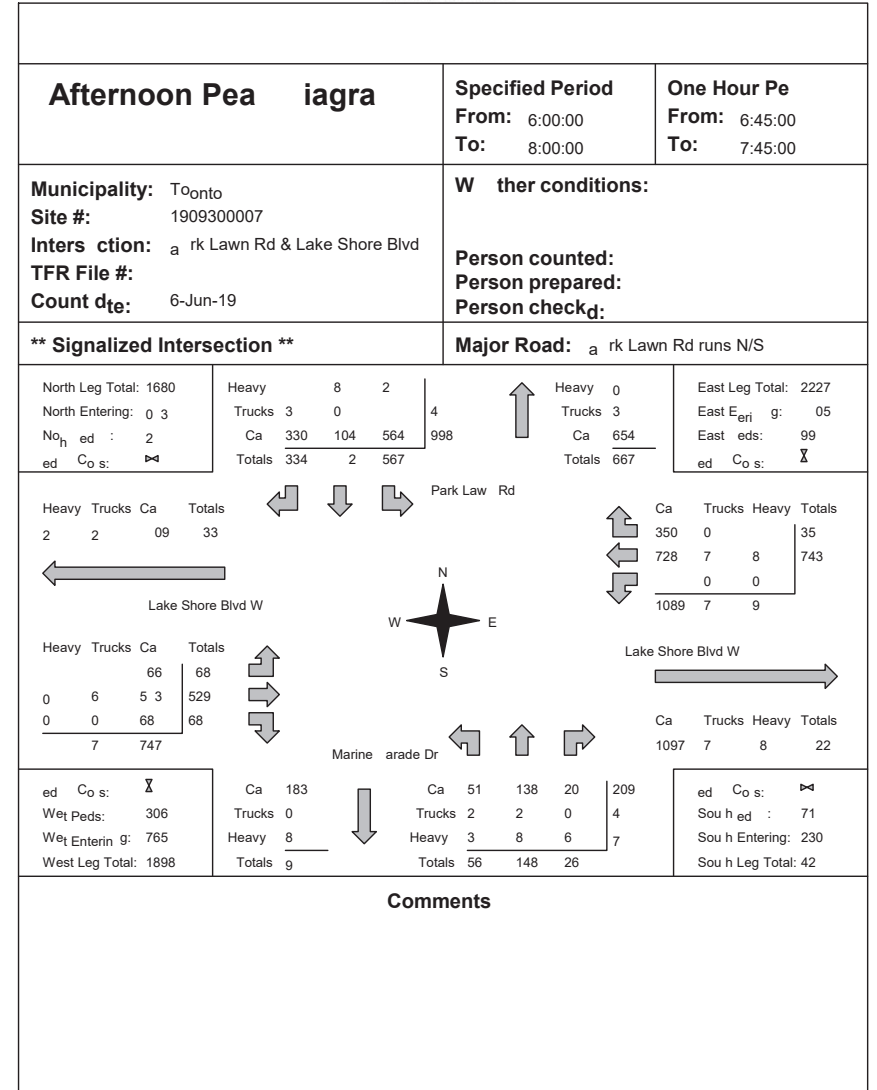 Afternoon Pea iagra
Specified Period
From: 6:00:00
To: 8:00:00
One Hour Pe
From: 6:45:00
To: 7:45:00
Municipality: Toonto
Site #: 1909300007
Inters ction: a rk Lawn Rd & Lake Shore Blvd
TFR File #:
Count dte: 6-Jun-19
W ther conditions:
Person counted:
Person prepared:
Person checkd:
** Signalized Intersection **
Major Road: a rk Lawn Rd runs N/S
North Leg Total: 1680
North Entering: 0 3
Noh ed : 2
ed Co s:
Heavy 8 2
Trucks 3 0 4
Ca 330 104 564 998
Totals 334 2 567
Heavy 0
Trucks 3
Ca 654
Totals 667
East Leg Total: 2227
East Eeri g: 05
East eds: 99
ed Co s:
Heavy Trucks Ca Totals
2 2 09 33
Lake Shore Blvd W
Park Law Rd
Ca Trucks Heavy Totals
350 0 35
728 7 8 743
0 0
1089 7 9
N
W E
S
Heavy Trucks Ca Totals
66 68
0 6 5 3 529
0 0 68 68
7 747
Lake Shore Blvd W
Ca Trucks Heavy Totals
1097 7 8 22
Marine arade Dr
ed Co s:
Wet Peds: 306
Wet Enterin g: 765
West Leg Total: 1898
Ca 183
Trucks 0
Heavy 8
Totals 9
Ca 51 138 20 209
Trucks 2 2 0 4
Heavy 3 8 6 7
Totals 56 148 26
ed Co s:
Sou h ed : 71
Sou h Entering: 230
Sou h Leg Total: 42
Comments